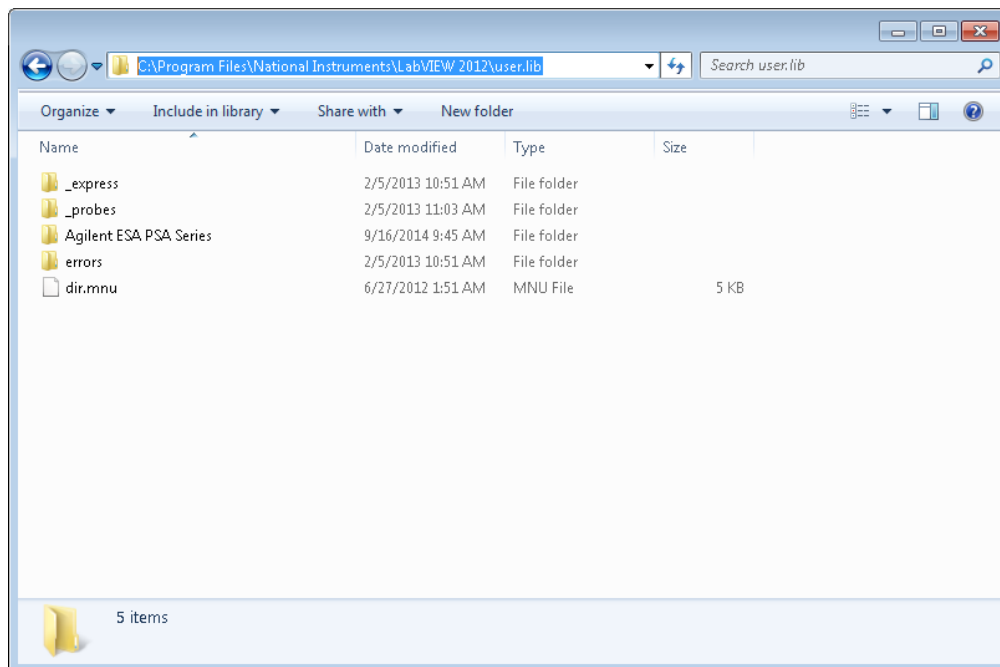 C:\Program Files\National Instruments\LabVIEW 2012\user.lib Search user.lib
Organize Include in library Share with New folder
Name Date modified Type Size
_express 2/5/2013 10:51 AM File folder
_probes 2/5/2013 11:03 AM File folder
Agilent ESA PSA Series 9/16/2014 9:45 AM File folder
errors 2/5/2013 10:51 AM File folder
dir.mnu 6/27/2012 1:51 AM MNU File 5 KB
5 items